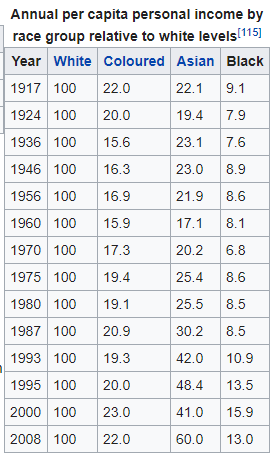 Annual per capita personal income by
race group relative to white levels[115]
Year White Coloured Asian Black
1917 100 22.0 22.1 9.1
1924 100 20.0 19.4 7.9
1936 100 15.6 23.1 7.6
1946 100 16.3 23.0 8.9
1956 100 16.9 21.9 8.6
1960 100 15.9 17.1 8.1
1970 100 17.3 20.2 6.8
1975 100 19.4 25.4 8.6
1980 100 19.1 25.5 8.5
1987 100 20.9 30.2 8.5
1993 100 19.3 42.0 10.9
1995 100 20.0 48.4 13.5
2000 100 23.0 41.0 15.9
2008 100 22.0 60.0 13.0